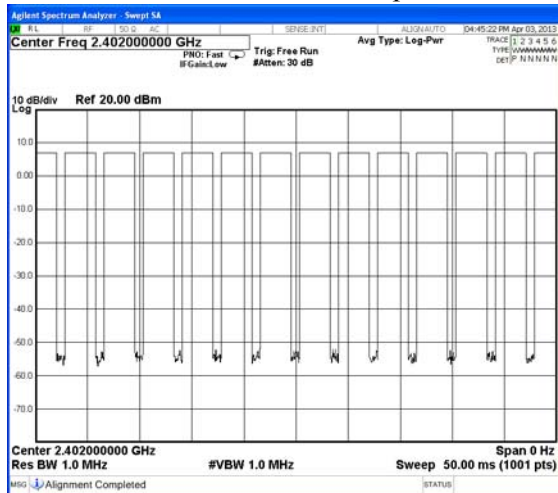 Agilent Spectrum Analyzer - Swept SA
RL RF 50 Ω AC SENSE:INT ALIGNAUTO 04:45:22 PM Apr 03, 2013
Center Freq 2.402000000 GHz
PNO: Fast
IFGain:Low
Trig: Free Run
#Atten: 30 dB
Avg Type: Log-Pwr
TRACE 1 2 3 4 5 6
TYPE
DET P N N N N N
10 dB/div Ref 20.00 dBm
Log
10.0
0.00
-10.0
-20.0
-30.0
-40.0
-50.0
-60.0
-70.0
Center 2.402000000 GHz Span 0 Hz
Res BW 1.0 MHz #VBW 1.0 MHz Sweep 50.00 ms (1001 pts)
MSG Alignment Completed STATUS